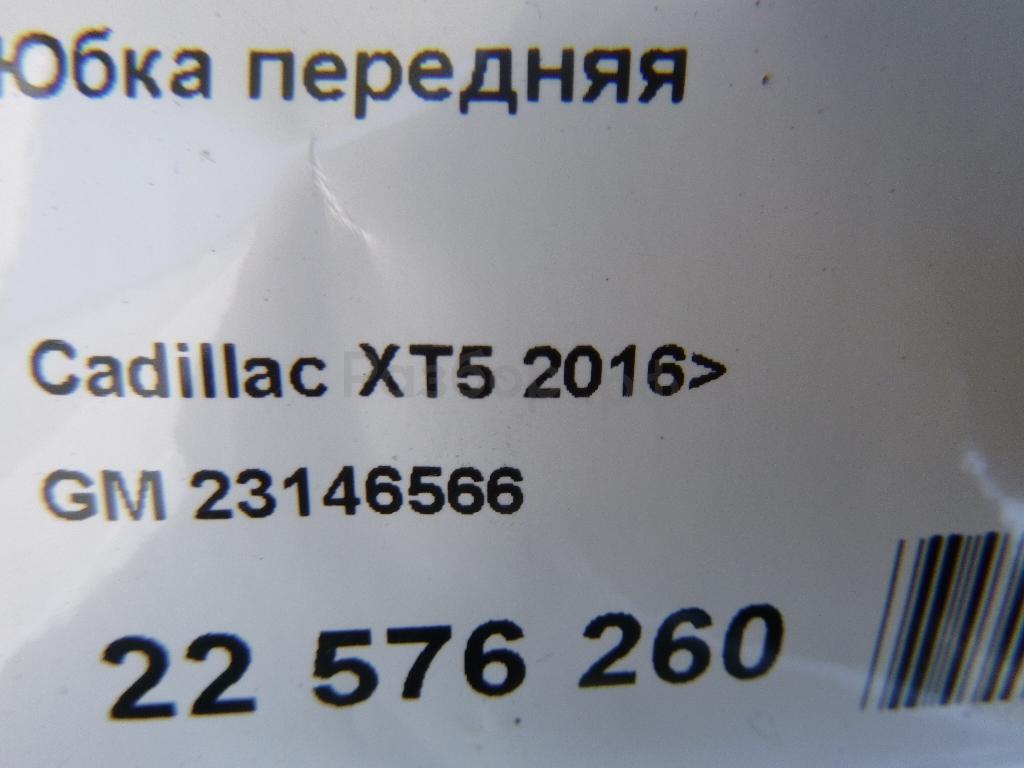 Юбка передняя
Cadillac XT5 2016>
GM 23146566
22 576 260